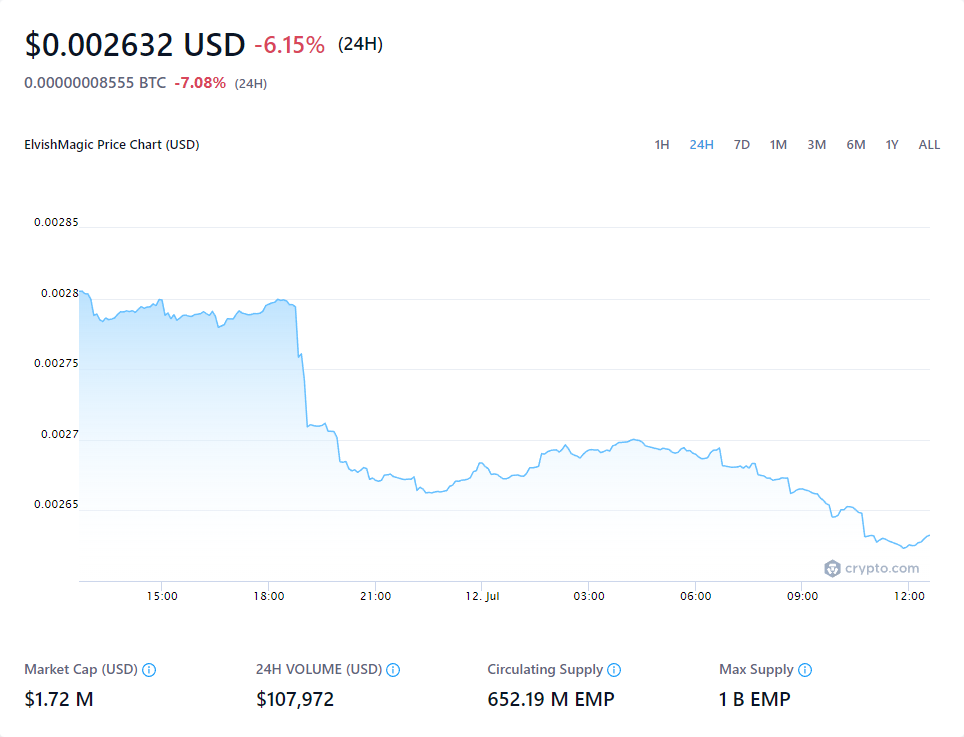 $0.002632 USD -6.15% (24H)
0.00000008555 BTC -7.08% (24H)
ElvishMagic Price Chart (USD) 1H 24H 7D 1M 3M 6M 1Y ALL
0.00285
0.0028
0.00275
0.0027
0.00265
crypto.com
15:00 18:00 21:00 12. Jul 03:00 06:00 09:00 12:00
Market Cap (USD) 24H VOLUME (USD) Circulating Supply Max Supply
$1.72 M $107,972 652.19 M EMP 1 B EMP